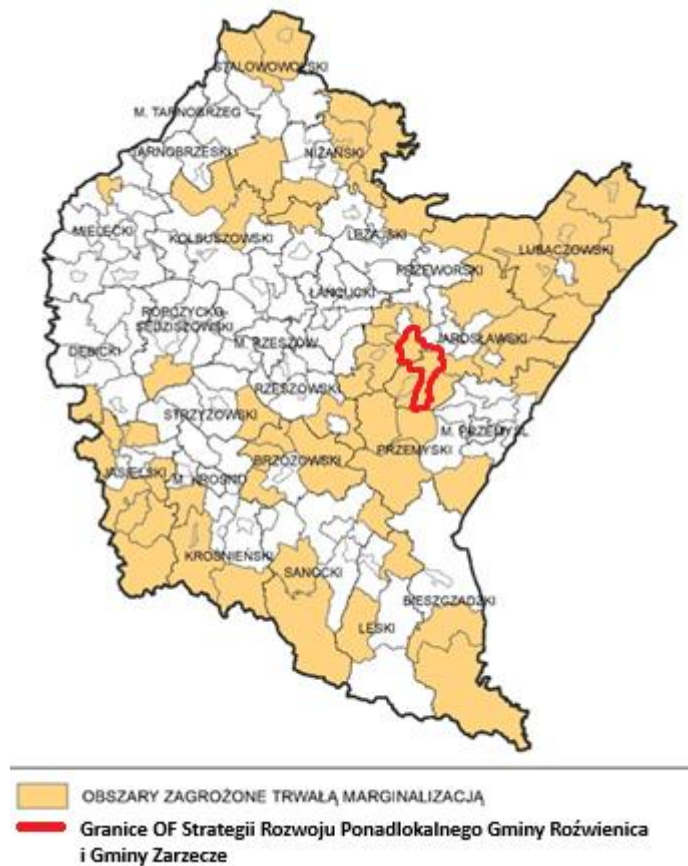 STALOWOWOLSKI
M. TARNOBRZEG
TARNOBRZESKI
NIŻAŃSKI
MIELECKI
KOLBUSZOWSKI
LEŻAJSKI
LUBACZOWSKI
PRZEWORSKI
ŁAŃCUCKI
ROPCZYCKO-
SĘDZISZOWSKI
JAROSŁAWSKI
DĘBICKI
M. RZESZÓW
RZESZOWSKI
STRZYŻOWSKI
M. PRZEMYŚL
PRZEMYSKI
BRZOZOWSKI
JASIELSKI
M. KROSNO
KROŚNIEŃSKI
SANOCKI
BIESZCZADZKI
LESKI
OBSZARY ZAGROŻONE TRWAŁĄ MARGINALIZACJĄ
Granice OF Strategii Rozwoju Ponadlokalnego Gminy Roźwienica
i Gminy Zarzecze